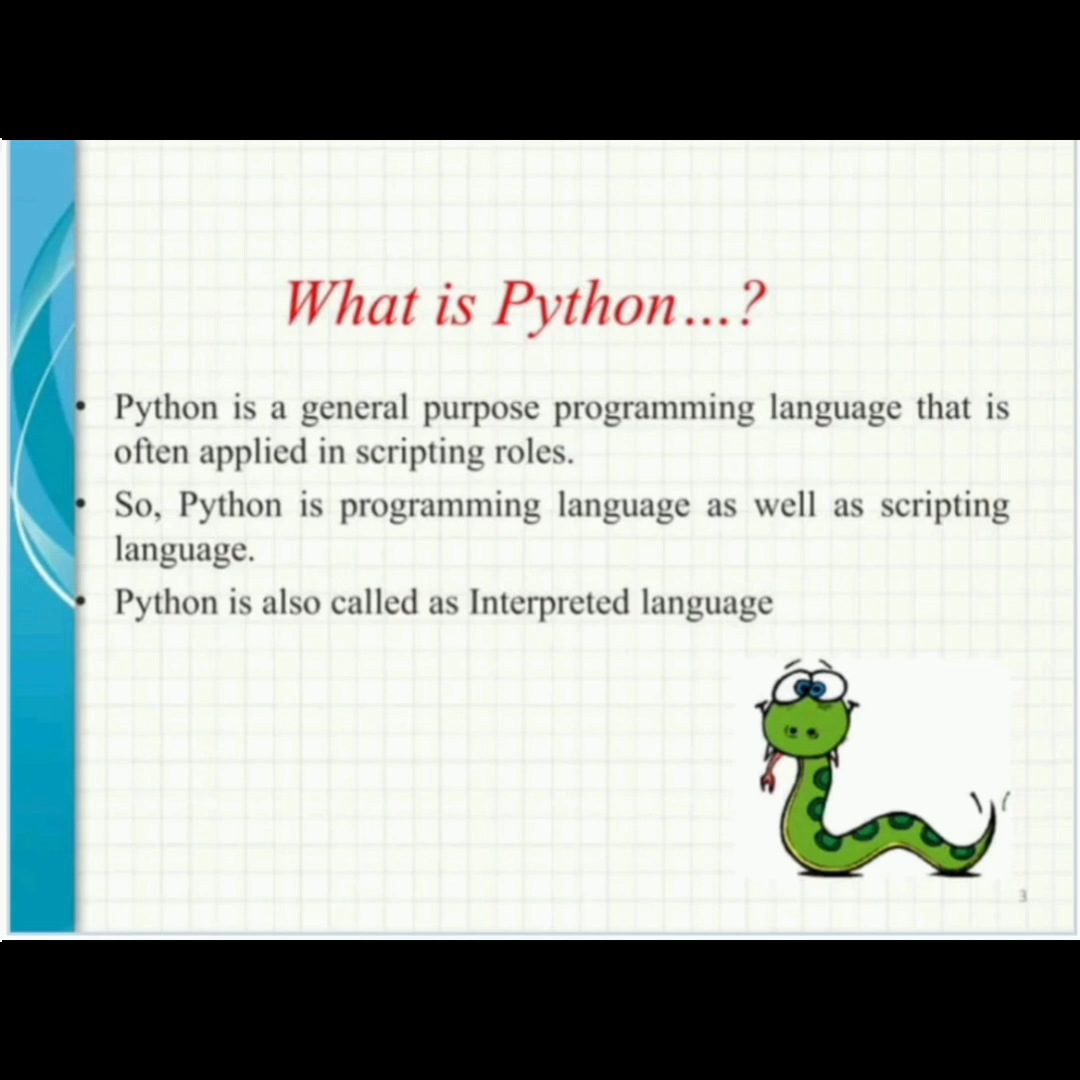 What is Python...?
• Python is a general purpose programming language that is
often applied in scripting roles.
• So, Python is programming language as well as scripting
language.
• Python is also called as Interpreted language
3